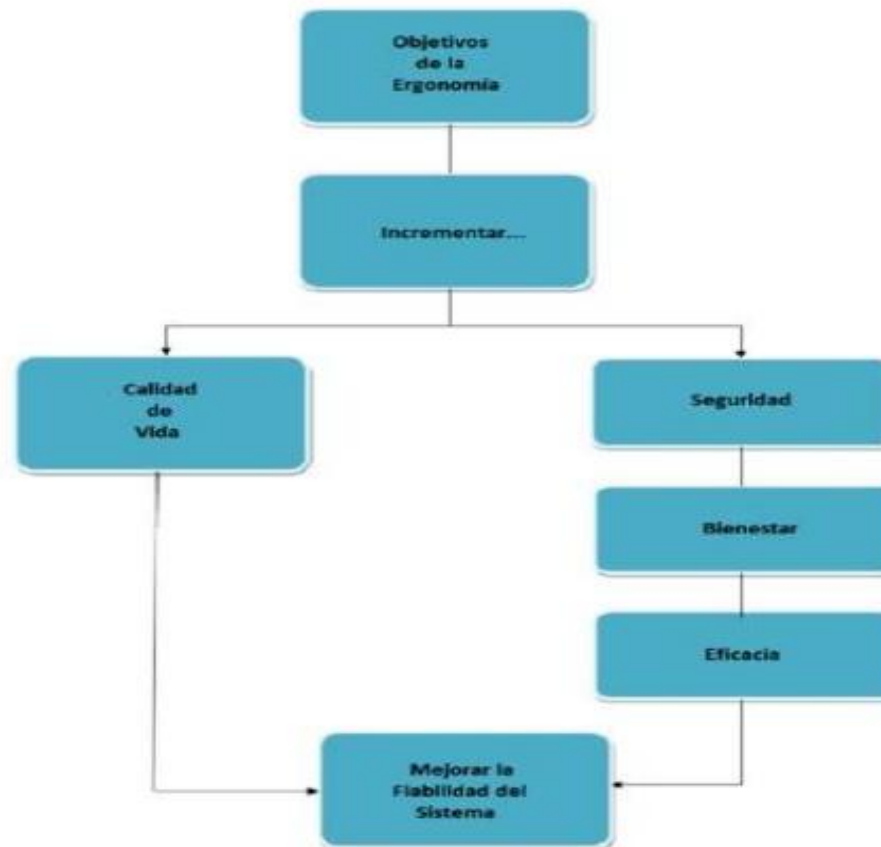 Objetivos
de la
Ergonomía
Incrementar...
Calidad
de
Vida
Seguridad
Bienestar
Eficacia
Mejorar la
Fiabilidad del
Sistema